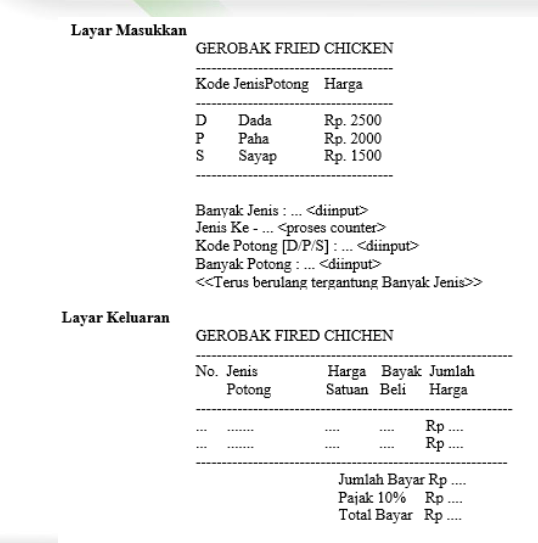 Layar Masukkan
GEROBAK FRIED CHICKEN
----------------------------------------
Kode JenisPotong Harga
----------------------------------------
D Dada Rp. 2500
P Paha Rp. 2000
S Sayap Rp. 1500
----------------------------------------
Banyak Jenis : ... <diinput>
Jenis Ke - ... <proses counter>
Kode Potong [D/P/S] : ... <diinput>
Banyak Potong : ... <diinput>
<<Terus berulang tergantung Banyak Jenis>>
Layar Keluaran
GEROBAK FIRED CHICHEN
----------------------------------------------------------------
No. Jenis Harga Bayak Jumlah
Potong Satuan Beli Harga
----------------------------------------------------------------
... ....... .... .... Rp ....
... ....... .... .... Rp ....
---------------------------------------------------------------
Jumlah Bayar Rp ....
Pajak 10% Rp ....
Total Bayar Rp ....